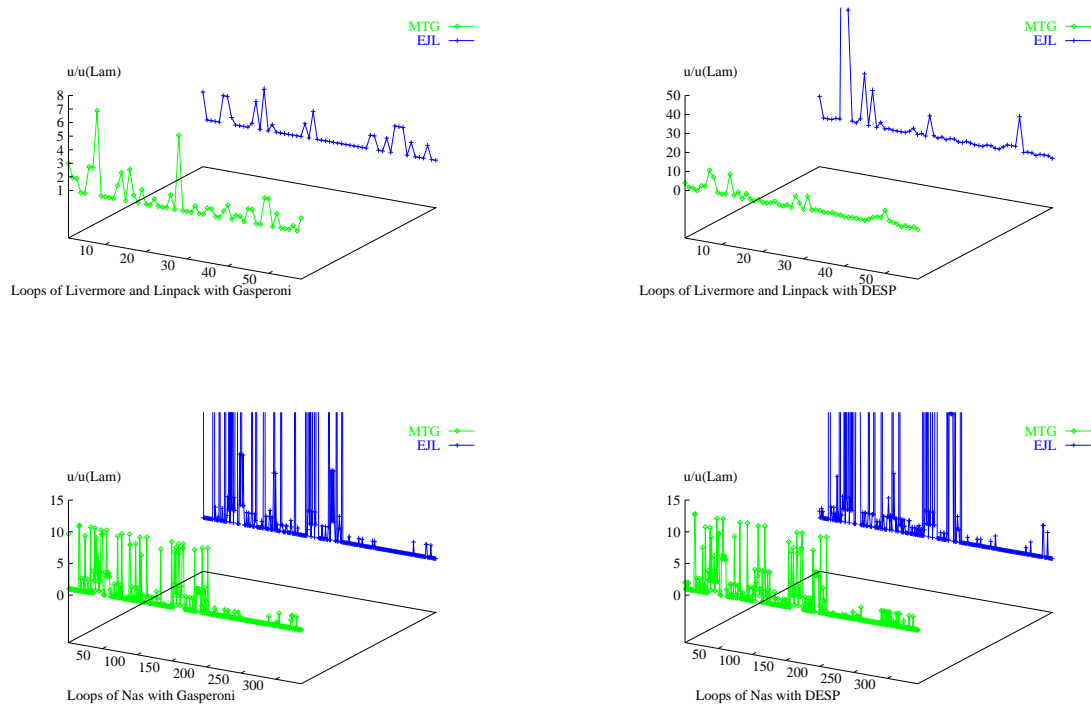 MTG
EJL
u/u(Lam)
8
7
6
5
4
3
2
1
10
20
30
40
50
Loops of Livermore and Linpack with Gasperoni
MTG
EJL
u/u(Lam)
50
40
30
20
10
0
10
20
30
40
50
Loops of Livermore and Linpack with DESP
MTG
EJL
u/u(Lam)
15
10
5
0
50
100
150
200
250
300
Loops of Nas with Gasperoni
MTG
EJL
u/u(Lam)
15
10
5
0
50
100
150
200
250
300
Loops of Nas with DESP